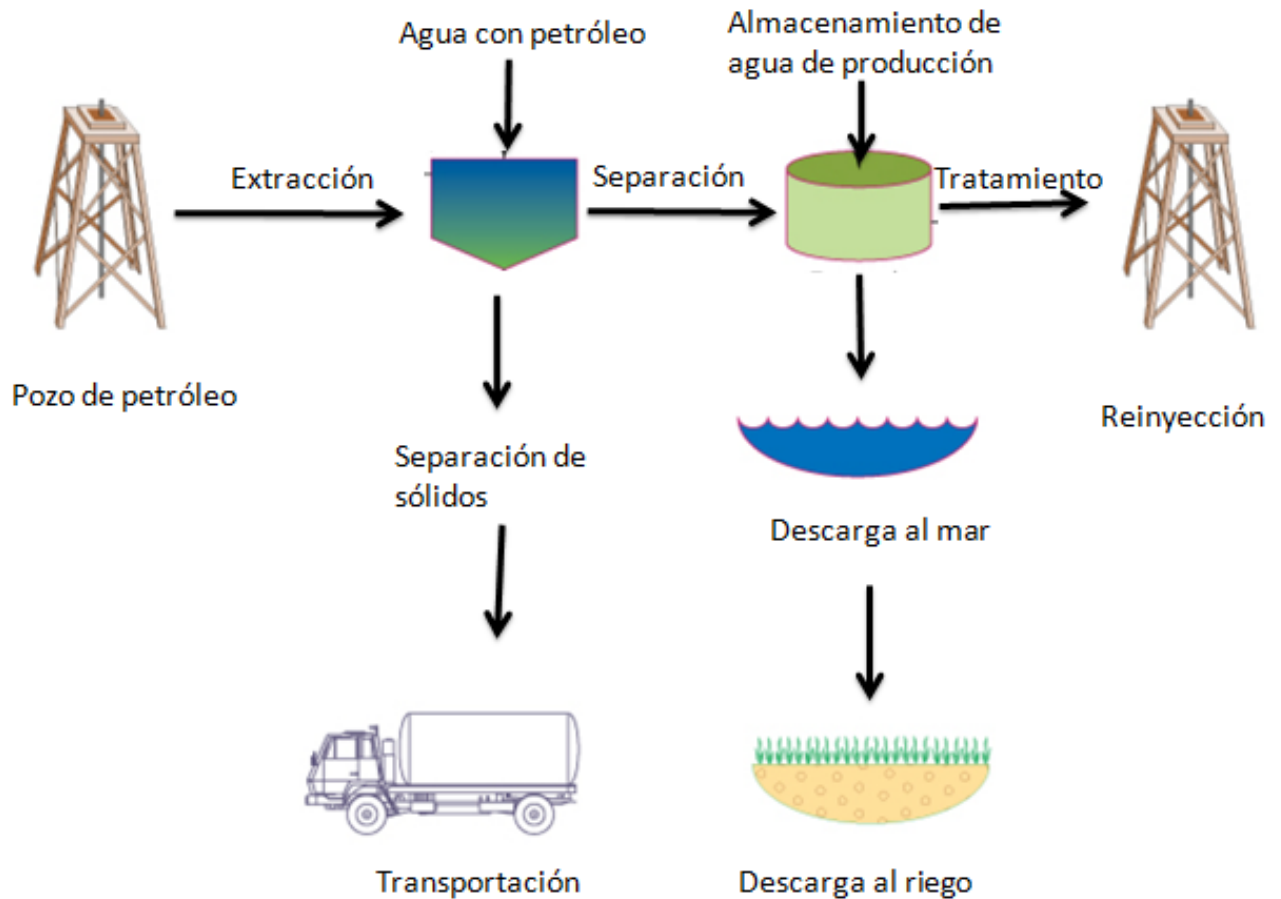 Agua con petróleo
Almacenamiento de
agua de producción
Extracción
Separación
Tratamiento
Pozo de petróleo
Reinyección
Separación de
sólidos
Descarga al mar
Transportación
Descarga al riego